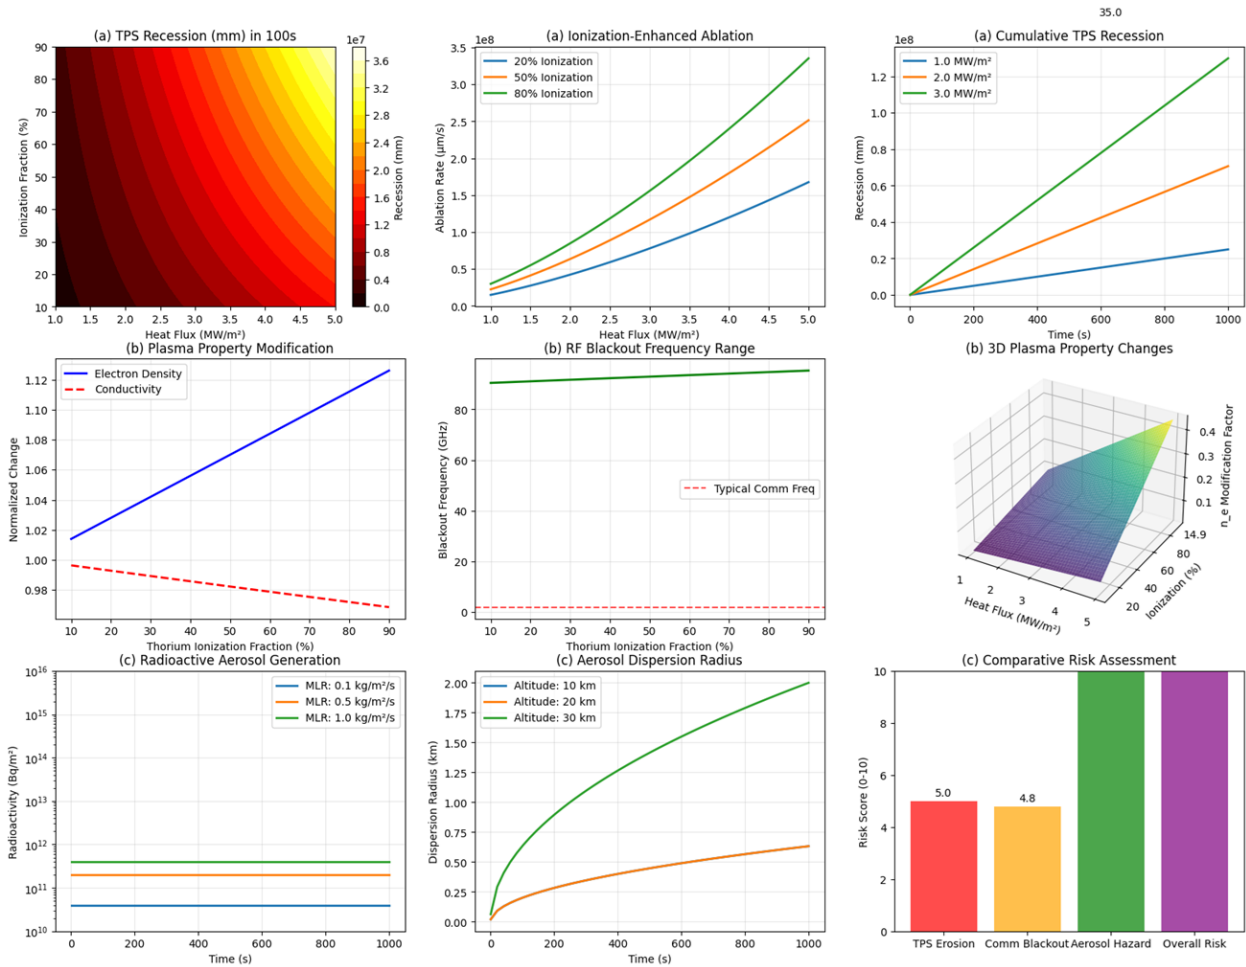 35.0
(a) TPS Recession (mm) in 100s
1e7
90
80
70
60
50
40
30
20
10
Ionization Fraction (%)
1.0 1.5 2.0 2.5 3.0 3.5 4.0 4.5 5.0
Heat Flux (MW/m²)
3.6
3.2
2.8
2.4
2.0
1.6
1.2
0.8
0.4
0.0
Recession (mm)
(a) Ionization-Enhanced Ablation
1e8
3.5
3.0
2.5
2.0
1.5
1.0
0.5
0.0
Ablation Rate (µm/s)
20% Ionization
50% Ionization
80% Ionization
1.0 1.5 2.0 2.5 3.0 3.5 4.0 4.5 5.0
Heat Flux (MW/m²)
(a) Cumulative TPS Recession
1e8
1.2
1.0
0.8
0.6
0.4
0.2
0.0
Recession (mm)
1.0 MW/m²
2.0 MW/m²
3.0 MW/m²
0 200 400 600 800 1000
Time (s)
(b) Plasma Property Modification
1.12
1.10
1.08
1.06
1.04
1.02
1.00
0.98
Normalized Change
Electron Density
Conductivity
10 20 30 40 50 60 70 80 90
Thorium Ionization Fraction (%)
(b) RF Blackout Frequency Range
80
60
40
20
0
Blackout Frequency (GHz)
Typical Comm Freq
10 20 30 40 50 60 70 80 90
Thorium Ionization Fraction (%)
(b) 3D Plasma Property Changes
0.4
0.3
0.2
0.1
n_e Modification Factor
14.9
80
60
40
20
Ionization (%)
1 2 3 4 5
Heat Flux (MW/m²)
(c) Radioactive Aerosol Generation
10¹⁶
10¹⁵
10¹⁴
10¹³
10¹²
10¹¹
10¹⁰
Radioactivity (Bq/m²)
MLR: 0.1 kg/m²/s
MLR: 0.5 kg/m²/s
MLR: 1.0 kg/m²/s
0 200 400 600 800 1000
Time (s)
(c) Aerosol Dispersion Radius
2.00
1.75
1.50
1.25
1.00
0.75
0.50
0.25
0.00
Dispersion Radius (km)
Altitude: 10 km
Altitude: 20 km
Altitude: 30 km
0 200 400 600 800 1000
Time (s)
(c) Comparative Risk Assessment
10
8
6
4
2
0
Risk Score (0-10)
5.0
4.8
TPS Erosion Comm Blackout Aerosol Hazard Overall Risk